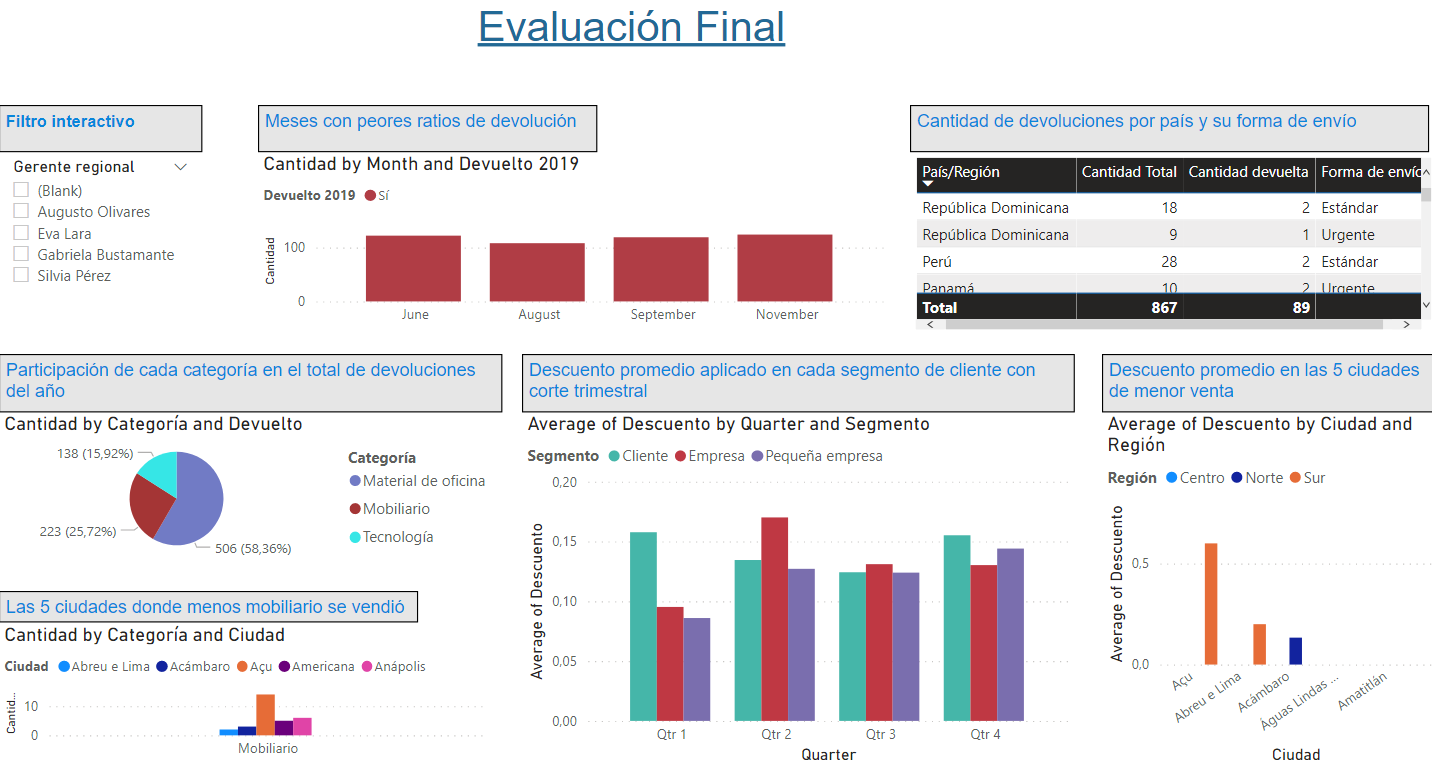 Evaluación Final
Filtro interactivo
Gerente regional
(Blank)
Augusto Olivares
Eva Lara
Gabriela Bustamante
Silvia Pérez
Meses con peores ratios de devolución
Cantidad by Month and Devuelto 2019
Devuelto 2019 Sí
Cantidad
100
0
June August September November
Cantidad de devoluciones por país y su forma de envío
País/Región Cantidad Total Cantidad devuelta Forma de envío
República Dominicana 18 2 Estándar
República Dominicana 9 1 Urgente
Perú 28 2 Estándar
Panamá 10 2 Urgente
Total 867 89
Participación de cada categoría en el total de devoluciones
del año
Cantidad by Categoría and Devuelto
138 (15,92%)
223 (25,72%)
506 (58,36%)
Categoría
Material de oficina
Mobiliario
Tecnología
Las 5 ciudades donde menos mobiliario se vendió
Cantidad by Categoría and Ciudad
Ciudad Abreu e Lima Acámbaro Açu Americana Anápolis
Cantid...
10
0
Mobiliario
Descuento promedio aplicado en cada segmento de cliente con
corte trimestral
Average of Descuento by Quarter and Segmento
Segmento Cliente Empresa Pequeña empresa
Average of Descuento
0,20
0,15
0,10
0,05
0,00
Qtr 1 Qtr 2 Qtr 3 Qtr 4
Quarter
Descuento promedio en las 5 ciudades
de menor venta
Average of Descuento by Ciudad and
Región
Región Centro Norte Sur
Average of Descuento
0,5
0,0
Açu
Abreu e Lima
Acámbaro
Águas Lindas ...
Amatitlán
Ciudad